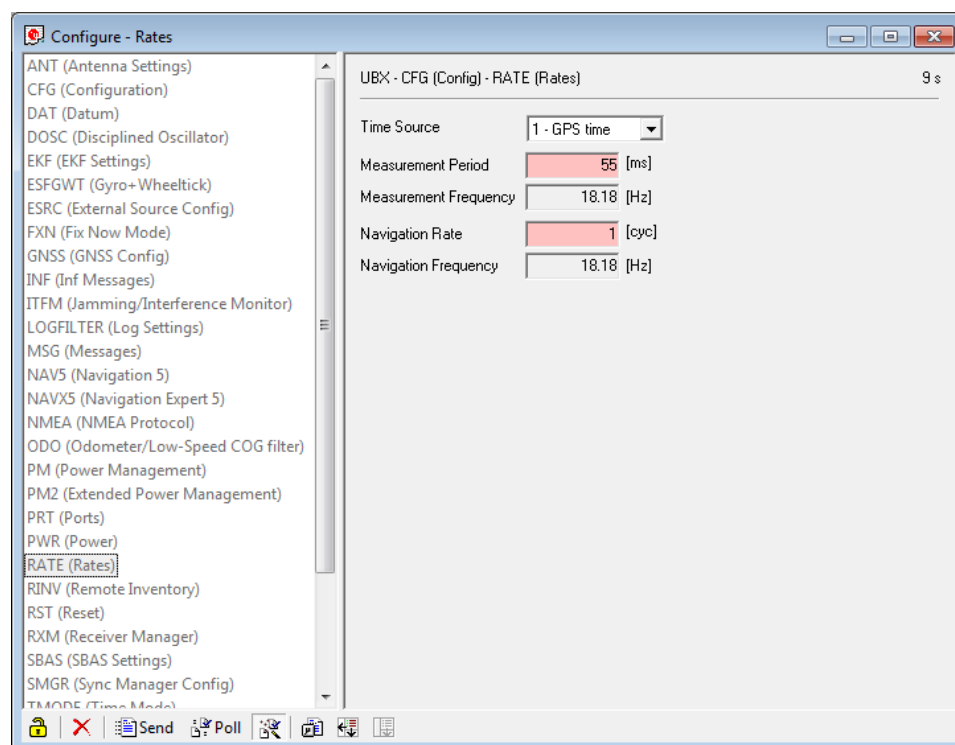 Configure - Rates
ANT (Antenna Settings)
CFG (Configuration)
DAT (Datum)
DOSC (Disciplined Oscillator)
EKF (EKF Settings)
ESFGWT (Gyro+Wheeltick)
ESRC (External Source Config)
FXN (Fix Now Mode)
GNSS (GNSS Config)
INF (Inf Messages)
ITFM (Jamming/Interference Monitor)
LOGFILTER (Log Settings)
MSG (Messages)
NAV5 (Navigation 5)
NAVX5 (Navigation Expert 5)
NMEA (NMEA Protocol)
ODO (Odometer/Low-Speed COG filter)
PM (Power Management)
PM2 (Extended Power Management)
PRT (Ports)
PWR (Power)
RATE (Rates)
RINV (Remote Inventory)
RST (Reset)
RXM (Receiver Manager)
SBAS (SBAS Settings)
SMGR (Sync Manager Config)
TMODE (Time Mode)
UBX - CFG (Config) - RATE (Rates) 9 s
Time Source 1 - GPS time
Measurement Period 55 [ms]
Measurement Frequency 18.18 [Hz]
Navigation Rate 1 [cyc]
Navigation Frequency 18.18 [Hz]
Send Poll